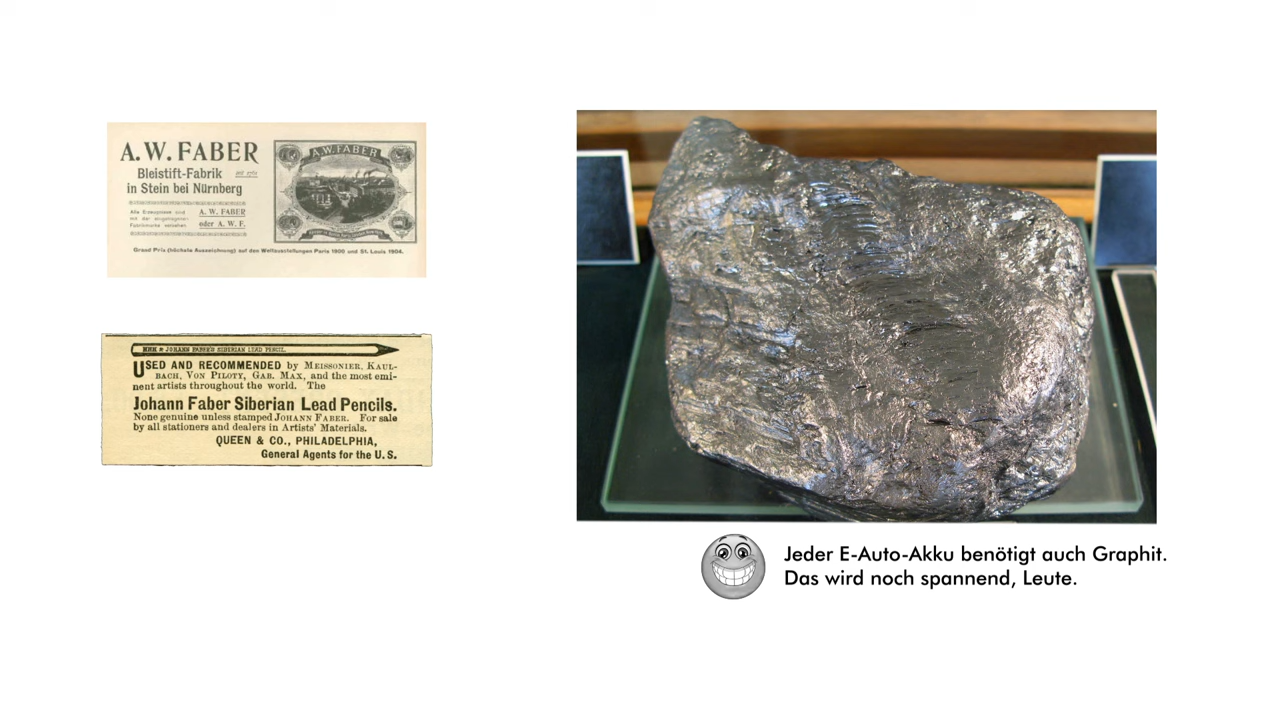 A. W. FABER
Bleistift-Fabrik
in Stein bei Nürnberg
Alle Erzeugnisse sind
mit der eingetragenen
Fabrikmarke versehen
A. W. FABER
oder A. W. F.
A.W. FABER
Grand Prix (höchste Auszeichnung) auf den Weltausstellungen Paris 1900 und St. Louis 1904.
JOHANN FABER'S SIBERIAN LEAD PENCIL.
USED AND RECOMMENDED by MEISSONIER, KAUL-
BACH, VON PILOTY, GAB. MAX, and the most emi-
nent artists throughout the world. The
Johann Faber Siberian Lead Pencils.
None genuine unless stamped JOHANN FABER. For sale
by all stationers and dealers in Artists' Materials.
QUEEN & CO., PHILADELPHIA,
General Agents for the U. S.
Jeder E-Auto-Akku benötigt auch Graphit.
Das wird noch spannend, Leute.